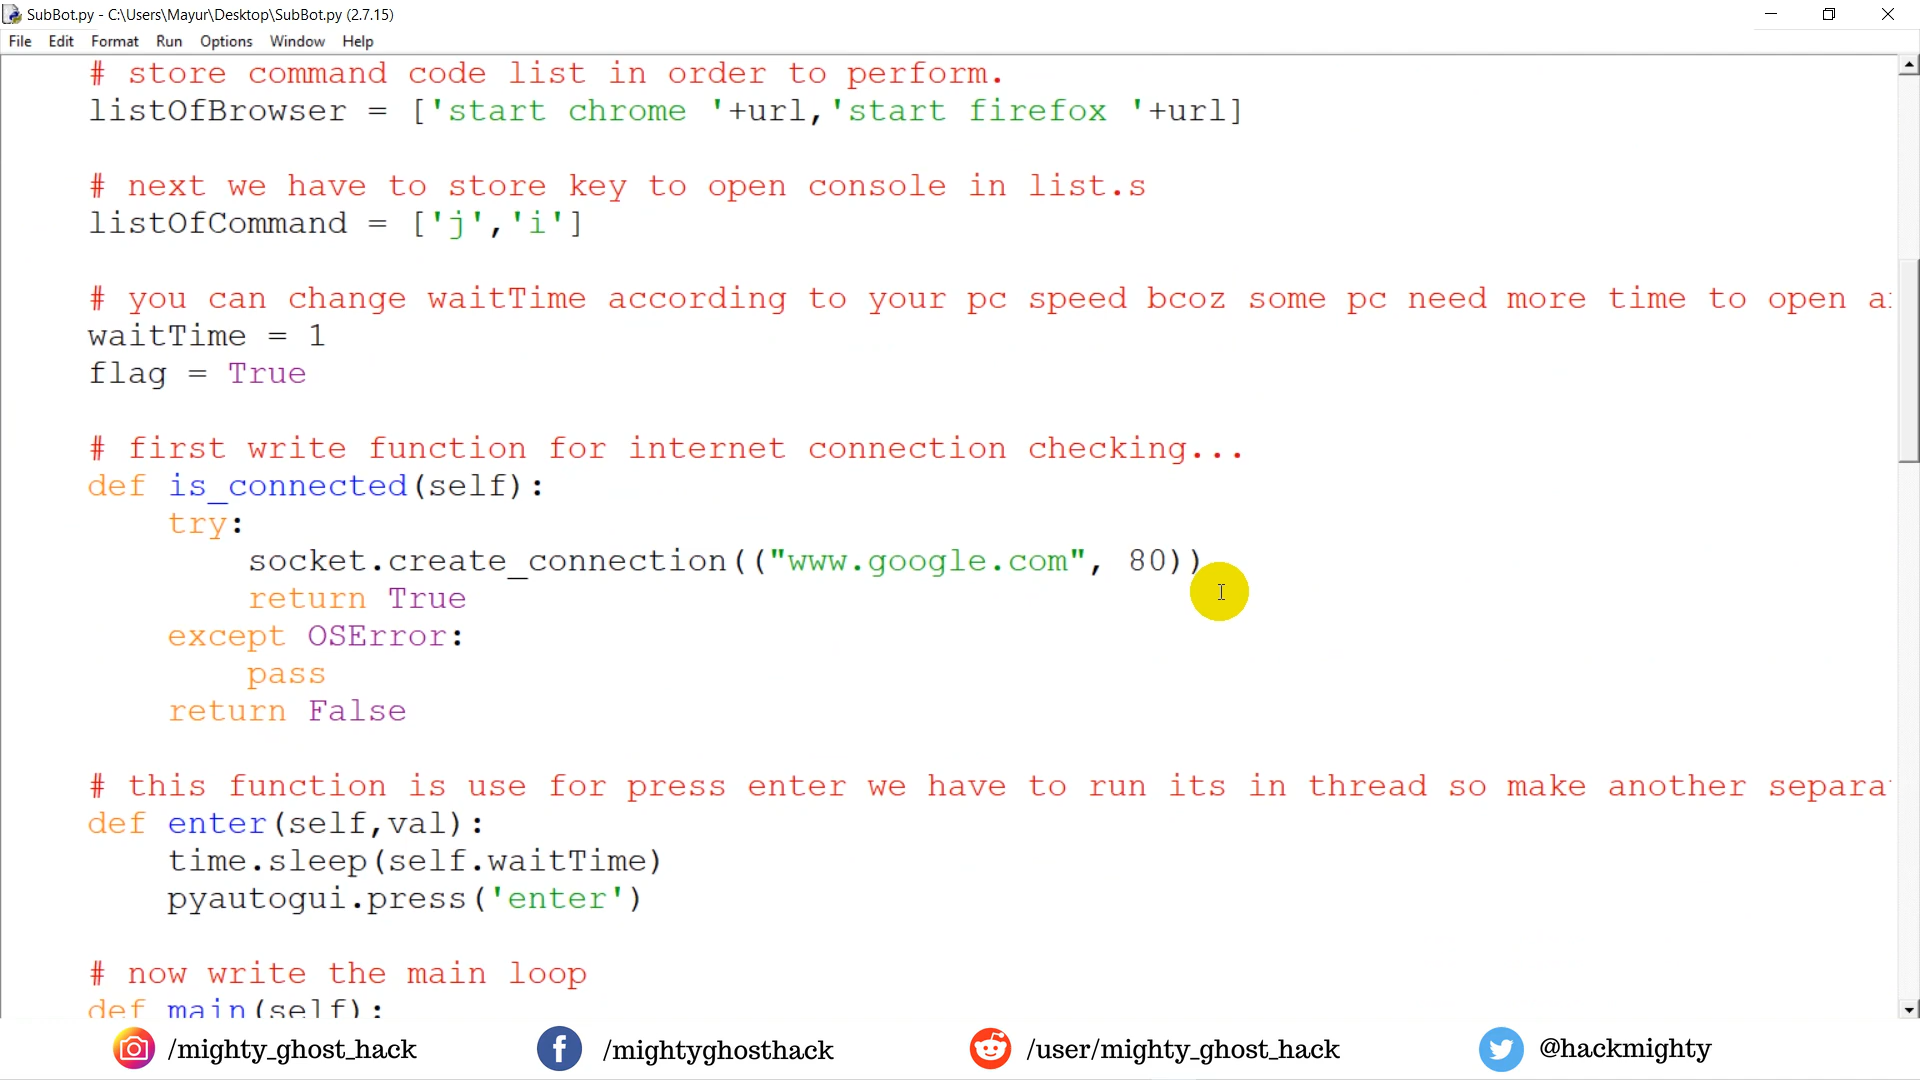 SubBot.py - C:\Users\Mayur\Desktop\SubBot.py (2.7.15)
File Edit Format Run Options Window Help
# store command code list in order to perform.
listOfBrowser = ['start chrome '+url,'start firefox '+url]
# next we have to store key to open console in list.s
listOfCommand = ['j','i']
# you can change waitTime according to your pc speed bcoz some pc need more time to open
waitTime = 1
flag = True
# first write function for internet connection checking...
def is_connected(self):
try:
socket.create_connection(("www.google.com", 80))
return True
except OSError:
pass
return False
# this function is use for press enter we have to run its in thread so make another separa
def enter(self,val):
time.sleep(self.waitTime)
pyautogui.press('enter')
# now write the main loop
def main(self):
/mighty_ghost_hack /mightyghosthack /user/mighty_ghost_hack @hackmighty